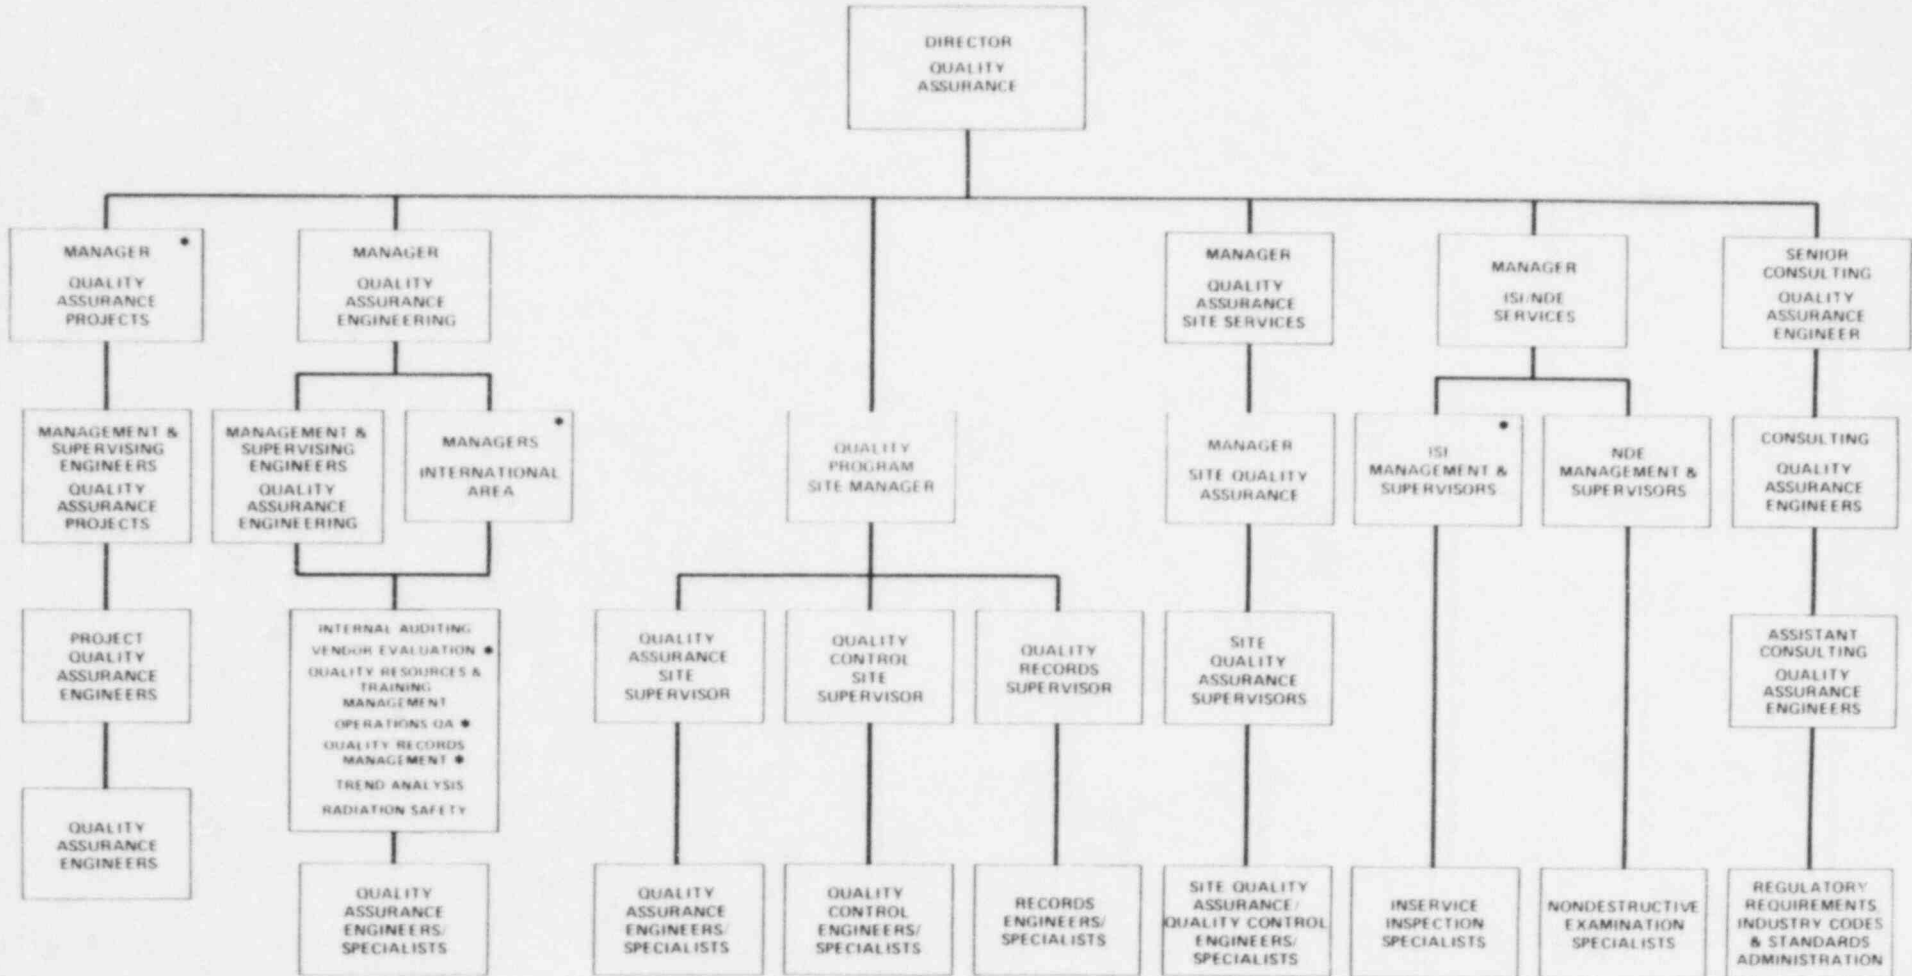 DIRECTOR
QUALITY
ASSURANCE
MANAGER •
QUALITY
ASSURANCE
PROJECTS
MANAGER
QUALITY
ASSURANCE
ENGINEERING
MANAGER
QUALITY
ASSURANCE
SITE SERVICES
MANAGER
ISI/NDE
SERVICES
SENIOR
CONSULTING
QUALITY
ASSURANCE
ENGINEER
MANAGEMENT &
SUPERVISING
ENGINEERS
QUALITY
ASSURANCE
PROJECTS
MANAGEMENT &
SUPERVISING
ENGINEERS
QUALITY
ASSURANCE
ENGINEERING
•
MANAGERS
INTERNATIONAL
AREA
QUALITY
PROGRAM
SITE MANAGER
MANAGER
SITE QUALITY
ASSURANCE
•
ISI
MANAGEMENT &
SUPERVISORS
NDE
MANAGEMENT &
SUPERVISORS
CONSULTING
QUALITY
ASSURANCE
ENGINEERS
PROJECT
QUALITY
ASSURANCE
ENGINEERS
INTERNAL AUDITING
VENDOR EVALUATION •
QUALITY RESOURCES &
TRAINING
MANAGEMENT
OPERATIONS QA •
QUALITY RECORDS
MANAGEMENT •
TREND ANALYSIS
RADIATION SAFETY
QUALITY
ASSURANCE
SITE
SUPERVISOR
QUALITY
CONTROL
SITE
SUPERVISOR
QUALITY
RECORDS
SUPERVISOR
SITE
QUALITY
ASSURANCE
SUPERVISORS
ASSISTANT
CONSULTING
QUALITY
ASSURANCE
ENGINEERS
QUALITY
ASSURANCE
ENGINEERS
QUALITY
ASSURANCE
ENGINEERS/
SPECIALISTS
QUALITY
ASSURANCE
ENGINEERS/
SPECIALISTS
QUALITY
CONTROL
ENGINEERS/
SPECIALISTS
RECORDS
ENGINEERS/
SPECIALISTS
SITE QUALITY
ASSURANCE/
QUALITY CONTROL
ENGINEERS/
SPECIALISTS
INSERVICE
INSPECTION
SPECIALISTS
NONDESTRUCTIVE
EXAMINATION
SPECIALISTS
REGULATORY
REQUIREMENTS,
INDUSTRY CODES
& STANDARDS
ADMINISTRATION